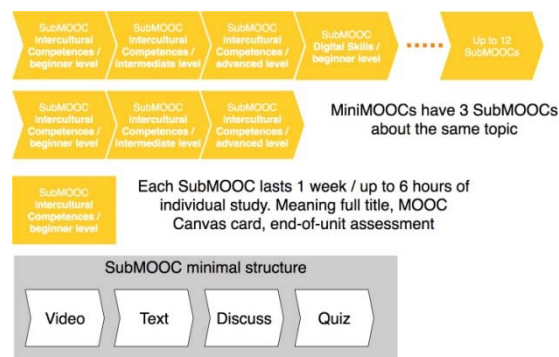 SubMOOC
Intercultural
Competences /
beginner level
SubMOOC
Intercultural
Competences /
intermediate level
SubMOOC
Intercultural
Competences /
advanced level
SubMOOC
Digital Skills /
beginner level
Up to 12
SubMOOCs
SubMOOC
Intercultural
Competences /
beginner level
SubMOOC
Intercultural
Competences /
intermediate level
SubMOOC
Intercultural
Competences /
advanced level
MiniMOOCs have 3 SubMOOCs
about the same topic
SubMOOC
Intercultural
Competences /
beginner level
Each SubMOOC lasts 1 week / up to 6 hours of
individual study. Meaning full title, MOOC
Canvas card, end-of-unit assessment
SubMOOC minimal structure
Video
Text
Discuss
Quiz